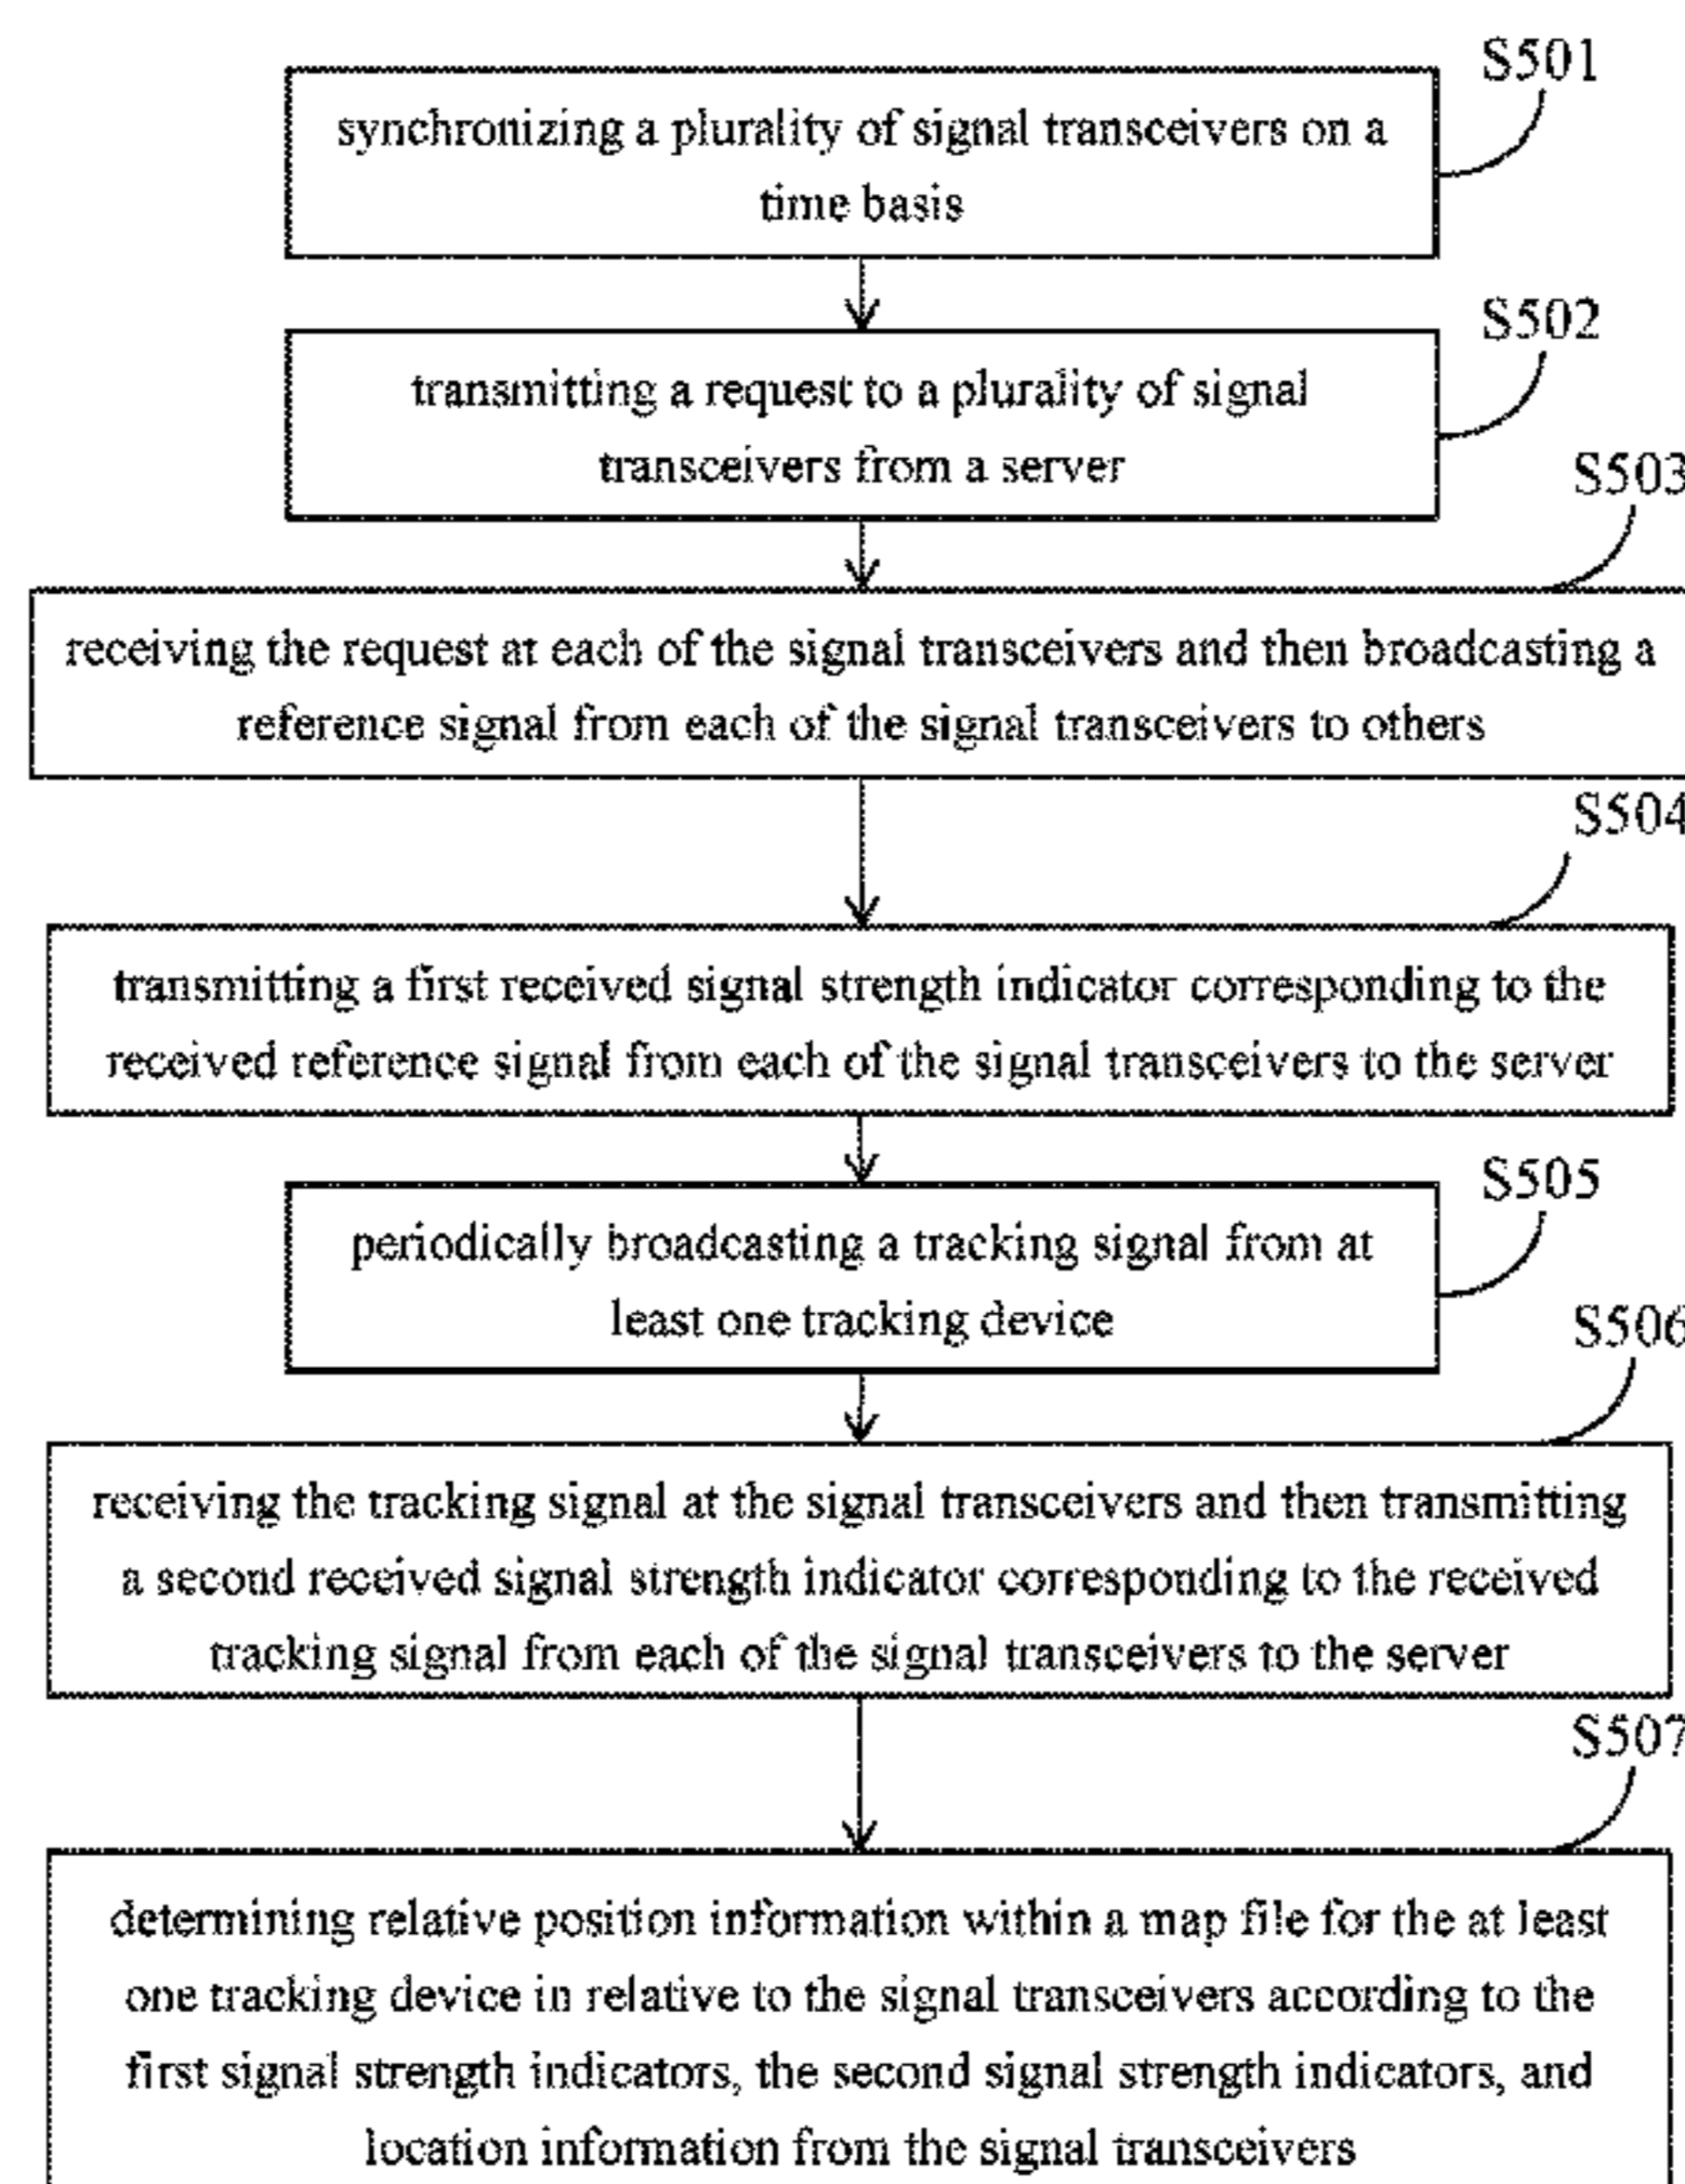 S501
synchronizing a plurality of signal transceivers on a
time basis
S502
transmitting a request to a plurality of signal
transceivers from a server
S503
receiving the request at each of the signal transceivers and then broadcasting a
reference signal from each of the signal transceivers to others
S504
transmitting a first received signal strength indicator corresponding to the
received reference signal from each of the signal transceivers to the server
S505
periodically broadcasting a tracking signal from at
least one tracking device
S506
receiving the tracking signal at the signal transceivers and then transmitting
a second received signal strength indicator corresponding to the received
tracking signal from each of the signal transceivers to the server
S507
determining relative position information within a map file for the at least
one tracking device in relative to the signal transceivers according to the
first signal strength indicators, the second signal strength indicators, and
location information from the signal transceivers